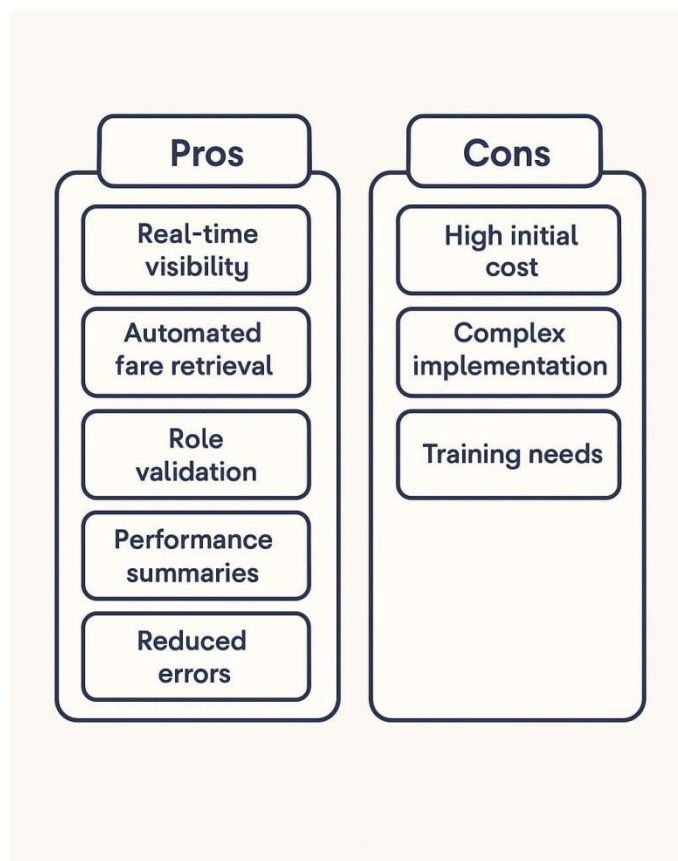 Pros
Real-time
visibility
Automated
fare retrieval
Role
validation
Performance
summaries
Reduced
errors
Cons
High initial
cost
Complex
implementation
Training needs